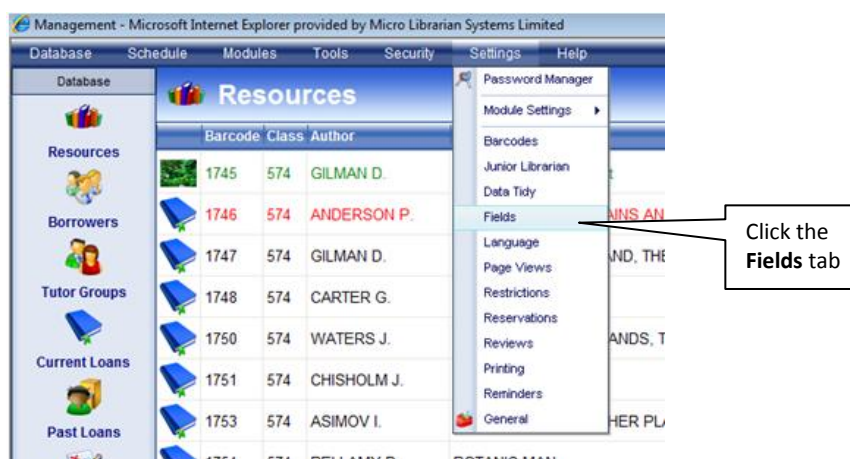 Management - Microsoft Internet Explorer provided by Micro Librarian Systems Limited
Database Schedule Modules Tools Security Settings Help
Database
Resources
Borrowers
Tutor Groups
Current Loans
Past Loans
Resources
Barcode Class Author
1745 574 GILMAN D.
1746 574 ANDERSON P. AINS AN
1747 574 GILMAN D. ND, THE
1748 574 CARTER G.
1750 574 WATERS J. ANDS, T
1751 574 CHISHOLM J.
1753 574 ASIMOV I. HER PL
Password Manager
Module Settings
Barcodes
Junior Librarian
Data Tidy
Fields
Language
Page Views
Restrictions
Reservations
Reviews
Printing
Reminders
General
Click the
Fields tab